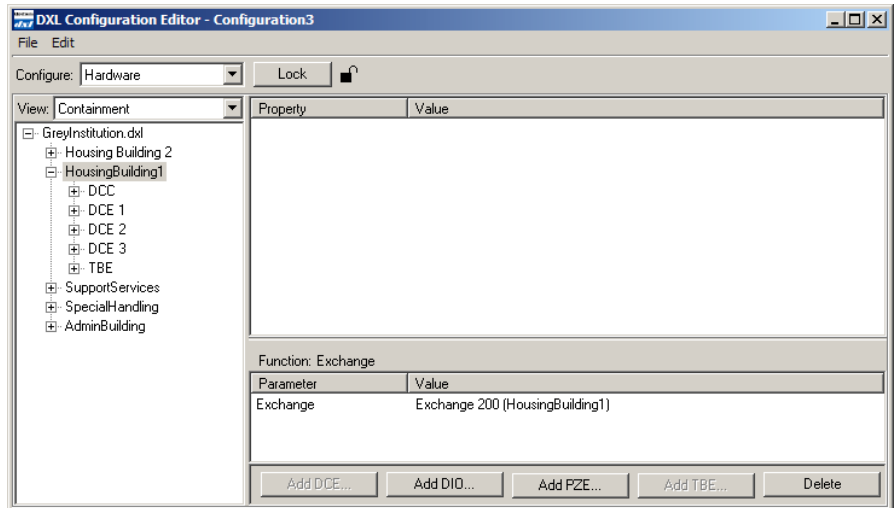 DXL Configuration Editor - Configuration3
File Edit
Configure: Hardware Lock
View: Containment
Property Value
GreyInstitution.dxl
Housing Building 2
HousingBuilding1
DCC
DCE 1
DCE 2
DCE 3
TBE
SupportServices
SpecialHandling
AdminBuilding
Function: Exchange
Parameter Value
Exchange Exchange 200 (HousingBuilding1)
Add DCE... Add DIO... Add PZE... Add TBE... Delete